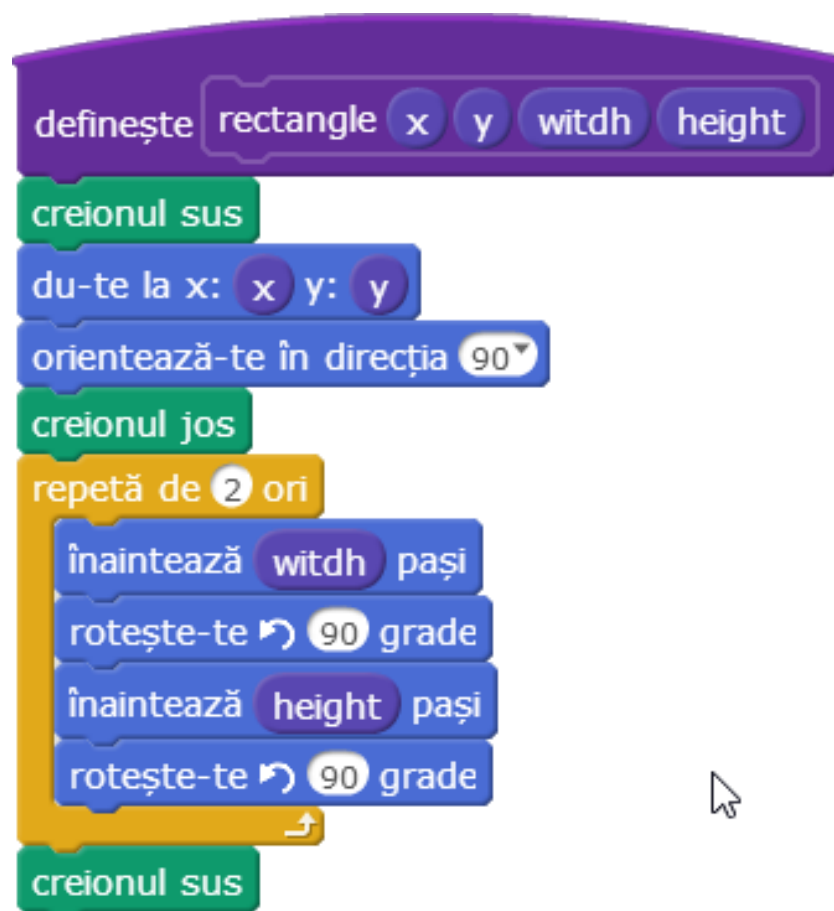 definește rectangle x y witdh height
creionul sus
du-te la x: x y: y
orientează-te în direcția 90
creionul jos
repetă de 2 ori
înaintează witdh pași
rotește-te 90 grade
înaintează height pași
rotește-te 90 grade
creionul sus